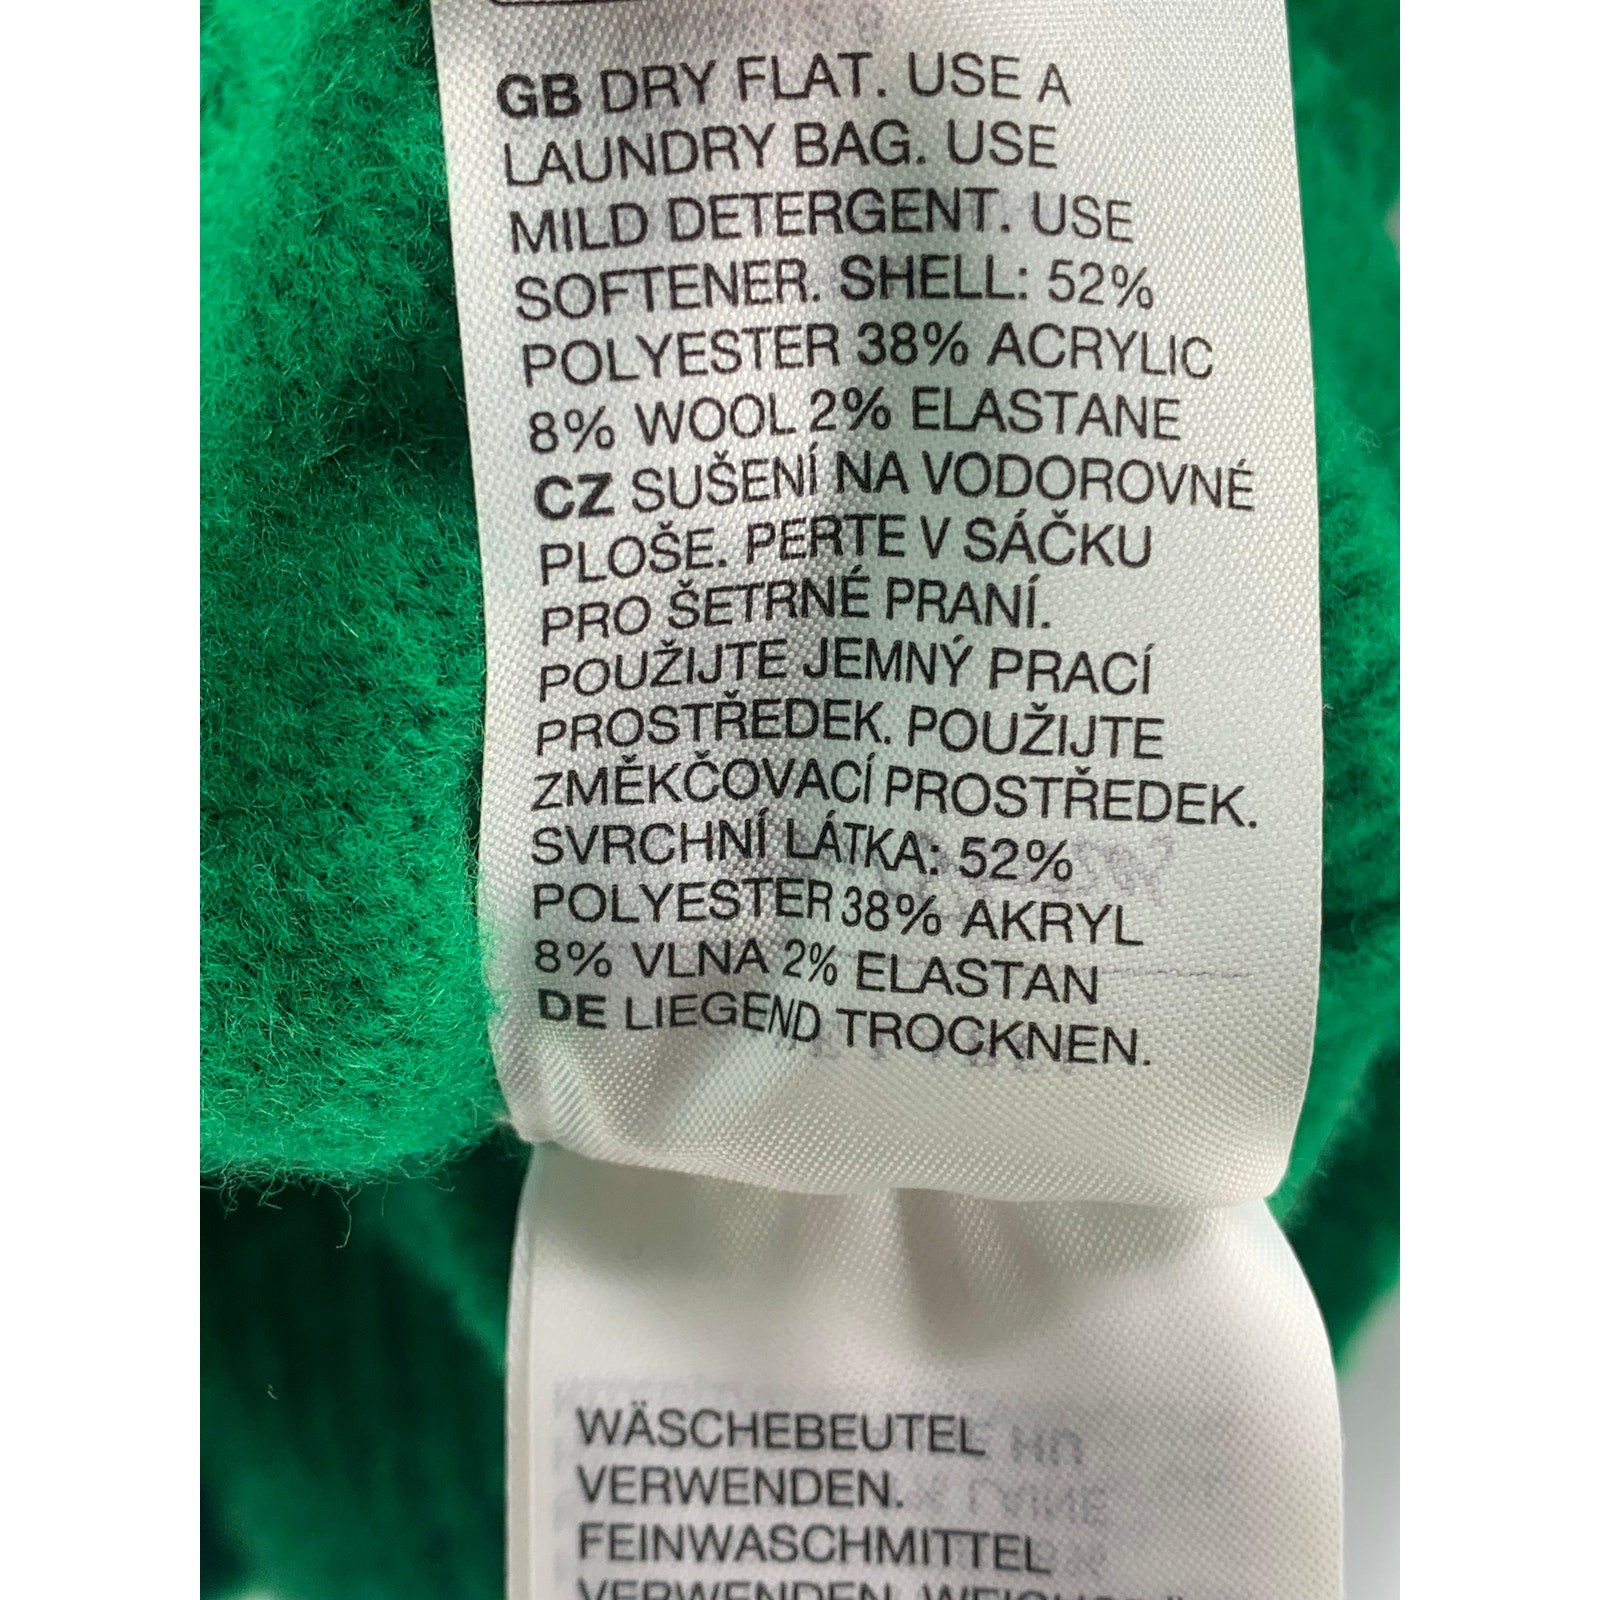 GB DRY FLAT. USE A
LAUNDRY BAG. USE
MILD DETERGENT. USE
SOFTENER. SHELL: 52%
POLYESTER 38% ACRYLIC
8% WOOL 2% ELASTANE
CZ SUŠENÍ NA VODOROVNÉ
PLOŠE. PERTE V SÁČKU
PRO ŠETRNÉ PRANÍ.
POUŽIJTE JEMNÝ PRACÍ
PROSTŘEDEK. POUŽIJTE
ZMĚKČOVACÍ PROSTŘEDEK.
SVRCHNÍ LÁTKA: 52%
POLYESTER 38% AKRYL
8% VLNA 2% ELASTAN
DE LIEGEND TROCKNEN.
WÄSCHEBEUTEL
VERWENDEN.
FEINWASCHMITTEL
VERWENDEN.